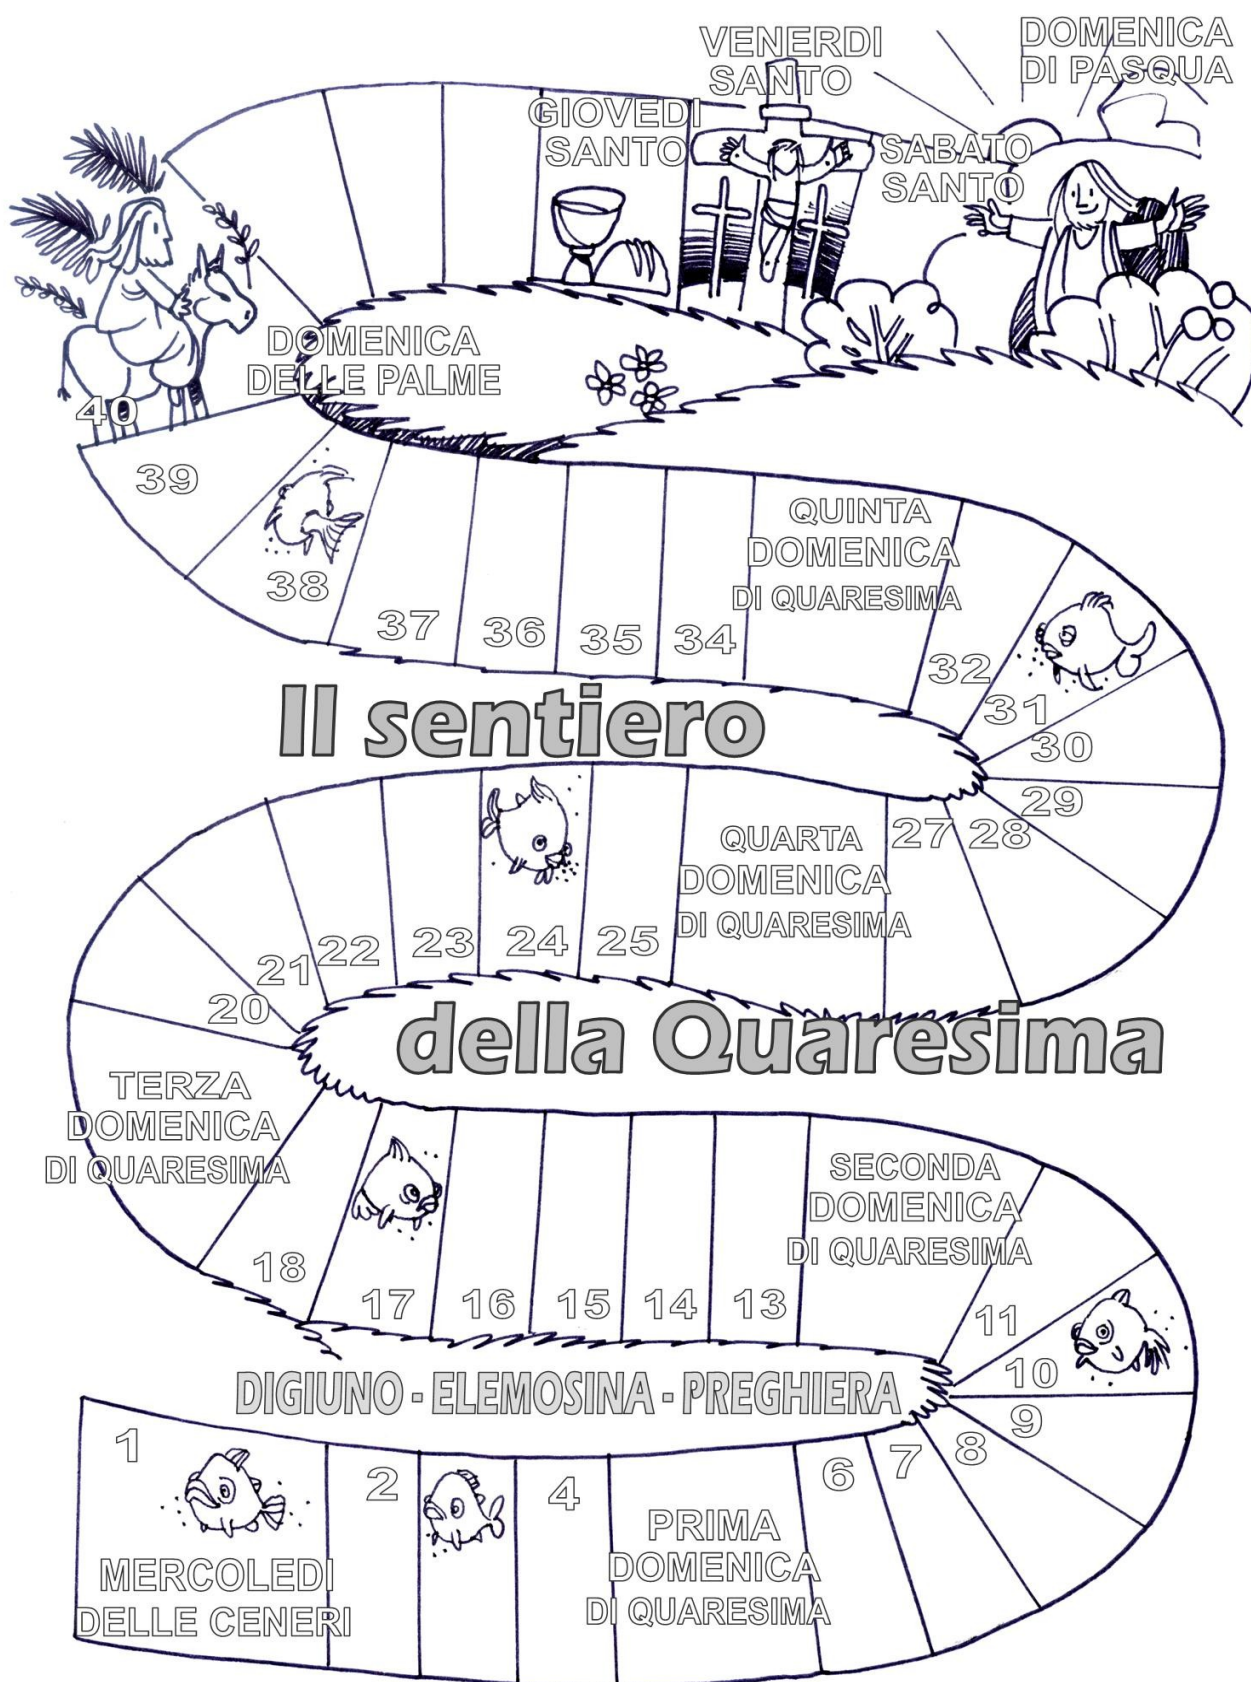 VENERDI
SANTO
DOMENICA
DI PASQUA
GIOVEDI
SANTO
SABATO
SANTO
DOMENICA
DELLE PALME
40
39
38
37
36
35
34
QUINTA
DOMENICA
DI QUARESIMA
32
31
30
29
28
27
Il sentiero
QUARTA
DOMENICA
DI QUARESIMA
25
24
23
22
21
20
della Quaresima
TERZA
DOMENICA
DI QUARESIMA
18
17
16
15
14
13
SECONDA
DOMENICA
DI QUARESIMA
11
10
9
8
7
6
DIGIUNO - ELEMOSINA - PREGHIERA
1
2
4
PRIMA
DOMENICA
DI QUARESIMA
MERCOLEDI
DELLE CENERI